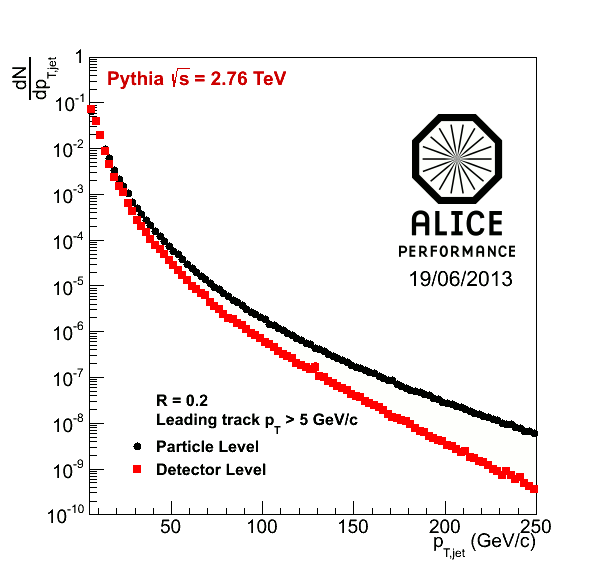 dN
dp_T,jet
Pythia √s = 2.76 TeV
1
10^-1
10^-2
10^-3
10^-4
10^-5
10^-6
10^-7
10^-8
10^-9
10^-10
ALICE
PERFORMANCE
19/06/2013
R = 0.2
Leading track p_T > 5 GeV/c
Particle Level
Detector Level
50 100 150 200 250
p_T,jet (GeV/c)